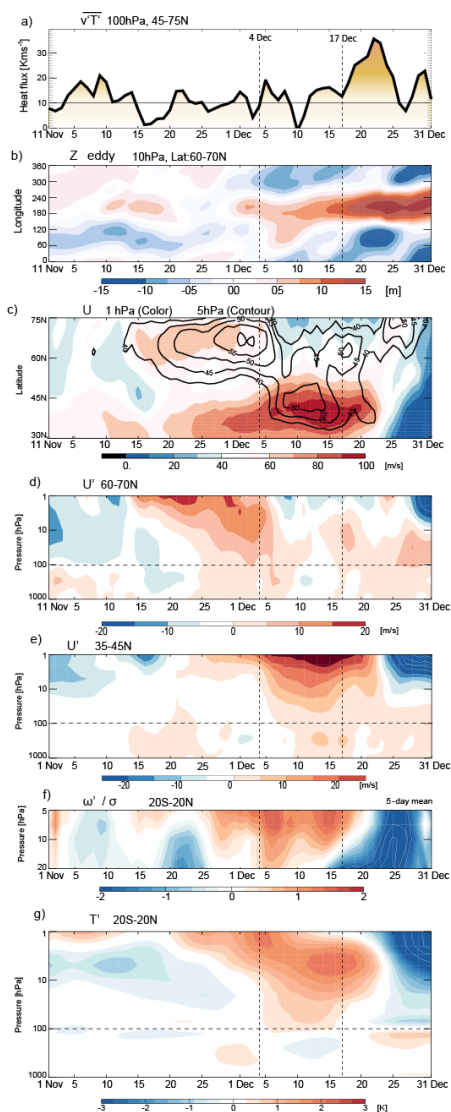 a) v'T' 100hPa, 45-75N
4 Dec
17 Dec
Heat flux [Kms⁻¹]
30
20
10
0
11 Nov 5 10 15 20 25 1 Dec 5 10 15 20 25 31 Dec
b) Z eddy 10hPa, Lat:60-70N
Longitude
360
300
240
180
120
60
0
11 Nov 5 10 15 20 25 1 Dec 5 10 15 20 25 31 Dec
-15 -10 -05 0 05 10 15 [m]
c) U 1 hPa (Color) 5hPa (Contour)
Latitude
75N
60N
45N
30N
11 Nov 5 10 15 20 25 1 Dec 5 10 15 20 25 31 Dec
0. 20 40 60 80 100
[m/s]
d) U' 60-70N
Pressure [hPa]
1
10
100
1000
11 Nov 5 10 15 20 25 1 Dec 5 10 15 20 25 31 Dec
-20 -10 0 10 20
[m/s]
e) U' 35-45N
Pressure [hPa]
1
10
100
1000
1 Nov 5 10 15 20 25 1 Dec 5 10 15 20 25 31 Dec
-20 -10 0 10 20
[m/s]
f) ω' / σ 20S-20N
5-day mean
Pressure [hPa]
5
10
20
1 Nov 5 10 15 20 25 1 Dec 5 10 15 20 25 31 Dec
-2 -1 0 1 2
g) T' 20S-20N
Pressure [hPa]
1
10
100
1000
1 Nov 5 10 15 20 25 1 Dec 5 10 15 20 25 31 Dec
-3 -2 -1 0 1 2 3 [K]